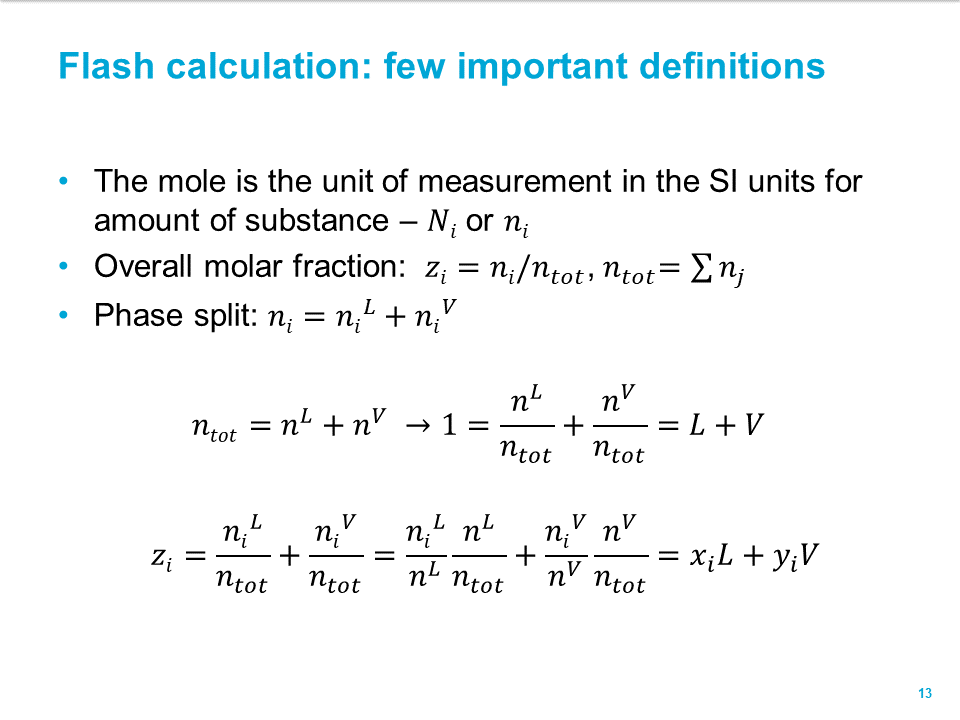 Flash calculation: few important definitions
• The mole is the unit of measurement in the SI units for
amount of substance – $N_i$ or $n_i$
• Overall molar fraction: $z_i = n_i/n_{tot}$, $n_{tot} = \sum n_j$
• Phase split: $n_i = {n_i}^L + {n_i}^V$
$n_{tot} = n^L + n^V \rightarrow 1 = \frac{n^L}{n_{tot}} + \frac{n^V}{n_{tot}} = L + V$
$z_i = \frac{{n_i}^L}{n_{tot}} + \frac{{n_i}^V}{n_{tot}} = \frac{{n_i}^L}{n^L} \frac{n^L}{n_{tot}} + \frac{{n_i}^V}{n^V} \frac{n^V}{n_{tot}} = x_i L + y_i V$
13